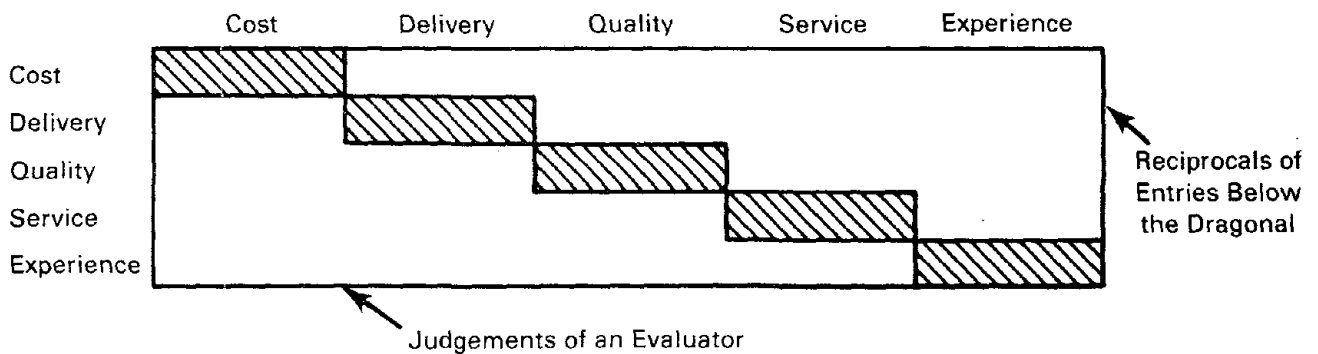 Cost Delivery Quality Service Experience
Cost
Delivery
Quality
Service
Experience
Reciprocals of
Entries Below
the Dragonal
Judgements of an Evaluator